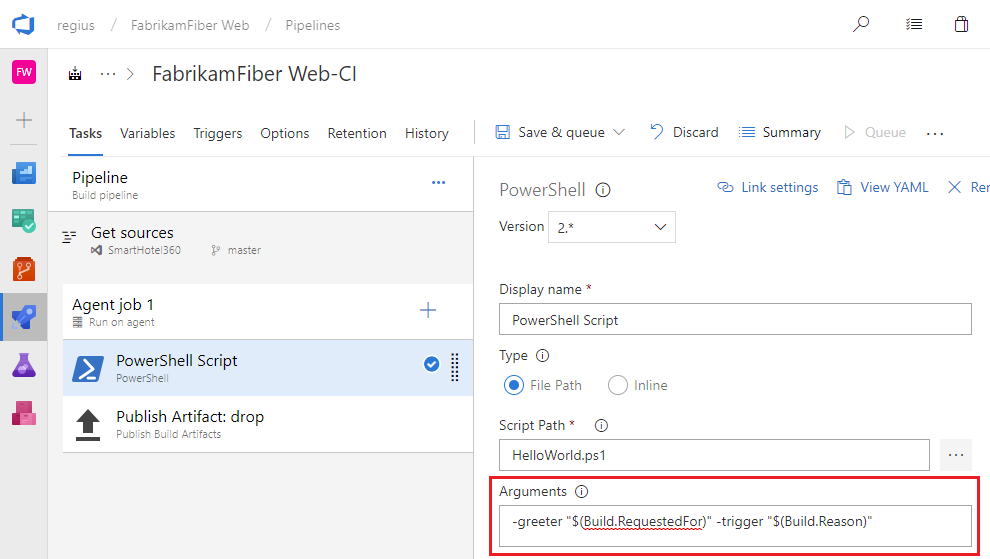 regius / FabrikamFiber Web / Pipelines
FW
... > FabrikamFiber Web-CI
Tasks Variables Triggers Options Retention History
Save & queue Discard Summary Queue ...
Pipeline ...
Build pipeline
Get sources
SmartHotel360 master
Agent job 1 +
Run on agent
PowerShell Script
PowerShell
Publish Artifact: drop
Publish Build Artifacts
PowerShell
Link settings View YAML Rer
Version 2.*
Display name *
PowerShell Script
Type
File Path Inline
Script Path *
HelloWorld.ps1 ...
Arguments
-greeter "$(Build.RequestedFor)" -trigger "$(Build.Reason)"